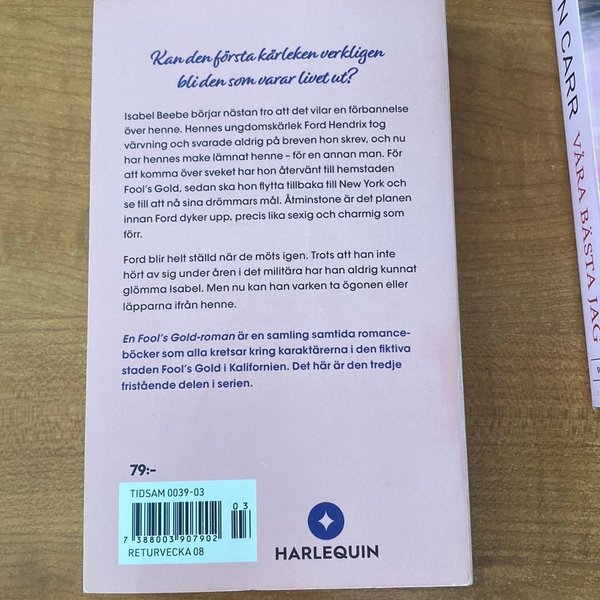 Kan den första kärleken verkligen
bli den som varar livet ut?
Isabel Beebe börjar nästan tro att det vilar en förbannelse
över henne. Hennes ungdomskärlek Ford Hendrix tog
värvning och svarade aldrig på breven hon skrev, och nu
har hennes make lämnat henne – för en annan man. För
att komma över sveket har hon återvänt till hemstaden
Fool's Gold, sedan ska hon flytta tillbaka till New York och
se till att nå sina drömmars mål. Åtminstone är det planen
innan Ford dyker upp, precis lika sexig och charmig som
förr.
Ford blir helt ställd när de möts igen. Trots att han inte
hört av sig under åren i det militära har han aldrig kunnat
glömma Isabel. Men nu kan han varken ta ögonen eller
läpparna ifrån henne.
En Fool's Gold-roman är en samling samtida romance-
böcker som alla kretsar kring karaktärerna i den fiktiva
staden Fool's Gold i Kalifornien. Det här är den tredje
fristående delen i serien.
79:-
TIDSAM 0039-03
03
7 388003 907902
RETURVECKA 08
HARLEQUIN
N CARR
VÅRA BÄSTA JAG